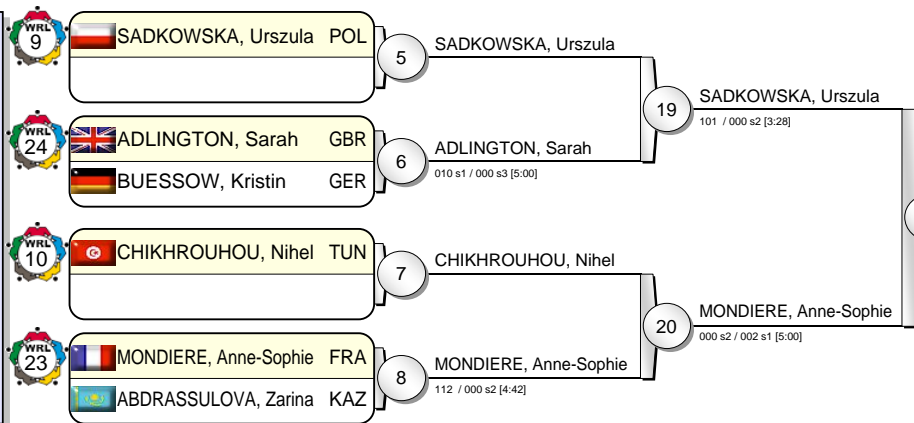 WRL
9
SADKOWSKA, Urszula POL
5
SADKOWSKA, Urszula
19
SADKOWSKA, Urszula
101 / 000 s2 [3:28]
WRL
24
ADLINGTON, Sarah GBR
BUESSOW, Kristin GER
6
ADLINGTON, Sarah
010 s1 / 000 s3 [5:00]
WRL
10
CHIKHROUHOU, Nihel TUN
7
CHIKHROUHOU, Nihel
20
MONDIERE, Anne-Sophie
000 s2 / 002 s1 [5:00]
WRL
23
MONDIERE, Anne-Sophie FRA
ABDRASSULOVA, Zarina KAZ
8
MONDIERE, Anne-Sophie
112 / 000 s2 [4:42]